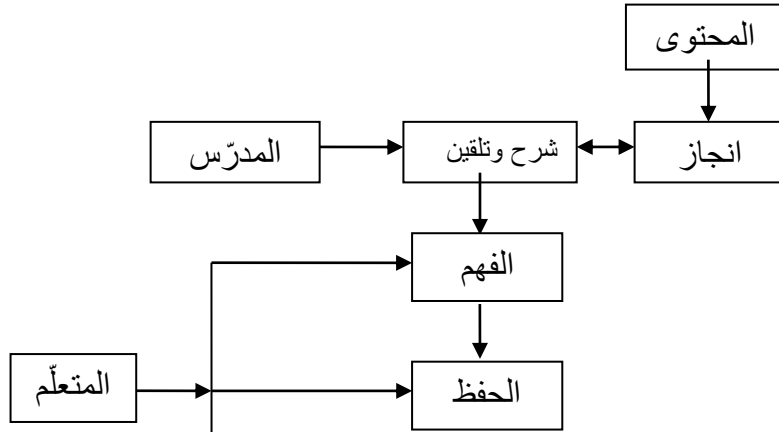 المحتوى
انجاز
شرح وتلقين
المدرّس
الفهم
الحفظ
المتعلّم